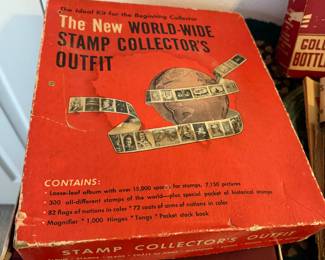 The Ideal Kit for the Beginning Collector
The New WORLD-WIDE
STAMP COLLECTOR'S
OUTFIT
GOLD
BOTTL
CONTAINS:
• Loose-leaf album with over 15,000 spaces for stamps, 7,150 pictures
• 300 all-different stamps of the world—plus special packet of historical stamps
• 82 flags of nations in color • 72 coats of arms of nations in color
Magnifier • 1,000 Hinges • Tongs • Pocket stock book
STAMP COLLECTOR'S OUTFIT